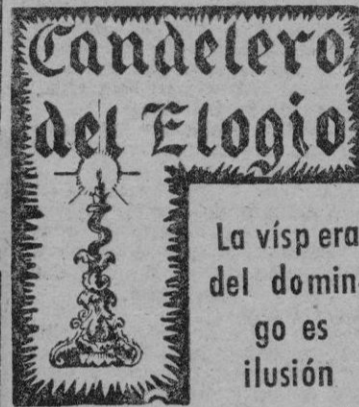 Candelero
del Elogio
La vísp era
del domin
go es
ilusión